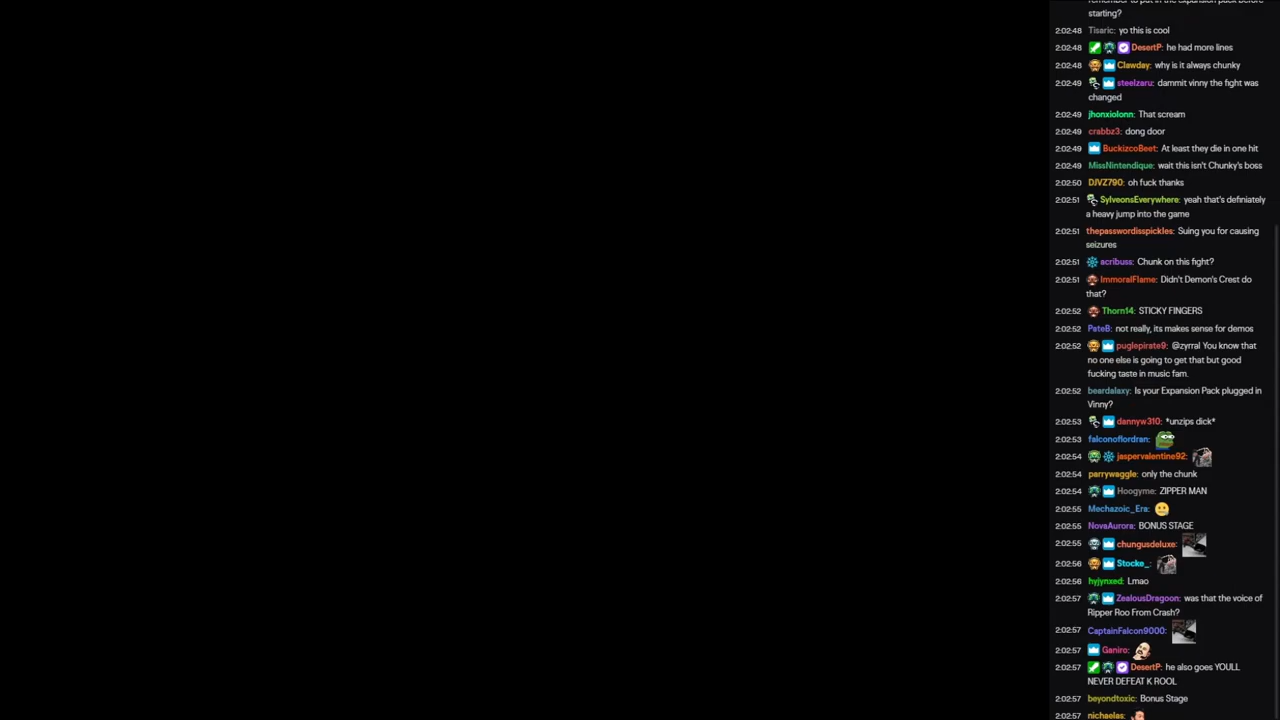 remember to put in the expansion pack before
starting?
2:02:48 Tisaric: yo this is cool
2:02:48 DesertP: he had more lines
2:02:48 Clawday: why is it always chunky
2:02:49 steelzaru: dammit vinny the fight was
changed
2:02:49 jhonxiolonn: That scream
2:02:49 crabbz3: dong door
2:02:49 BuckizcoBeet: At least they die in one hit
2:02:49 MissNintendique: wait this isn't Chunky's boss
2:02:50 DJVZ790: oh fuck thanks
2:02:51 SylveonsEverywhere: yeah that's definiately
a heavy jump into the game
2:02:51 thepasswordisspickles: Suing you for causing
seizures
2:02:51 acribuss: Chunk on this fight?
2:02:51 ImmoralFlame: Didn't Demon's Crest do
that?
2:02:52 Thorn14: STICKY FINGERS
2:02:52 PateB: not really, its makes sense for demos
2:02:52 puglepirate9: @zyrral You know that
no one else is going to get that but good
fucking taste in music fam.
2:02:52 beardalaxy: Is your Expansion Pack plugged in
Vinny?
2:02:53 dannyw310: *unzips dick*
2:02:53 falconoflordran:
2:02:54 jaspervalentine92:
2:02:54 parrywaggle: only the chunk
2:02:54 Hoogyme: ZIPPER MAN
2:02:55 Mechazoic_Era:
2:02:55 NovaAurora: BONUS STAGE
2:02:55 chungusdeluxe:
2:02:56 Stocke_:
2:02:56 hyjynxed: Lmao
2:02:57 ZealousDragoon: was that the voice of
Ripper Roo From Crash?
2:02:57 CaptainFalcon9000:
2:02:57 Ganiro:
2:02:57 DesertP: he also goes YOULL
NEVER DEFEAT K ROOL
2:02:57 beyondtoxic: Bonus Stage
2:02:57 nichaelas: